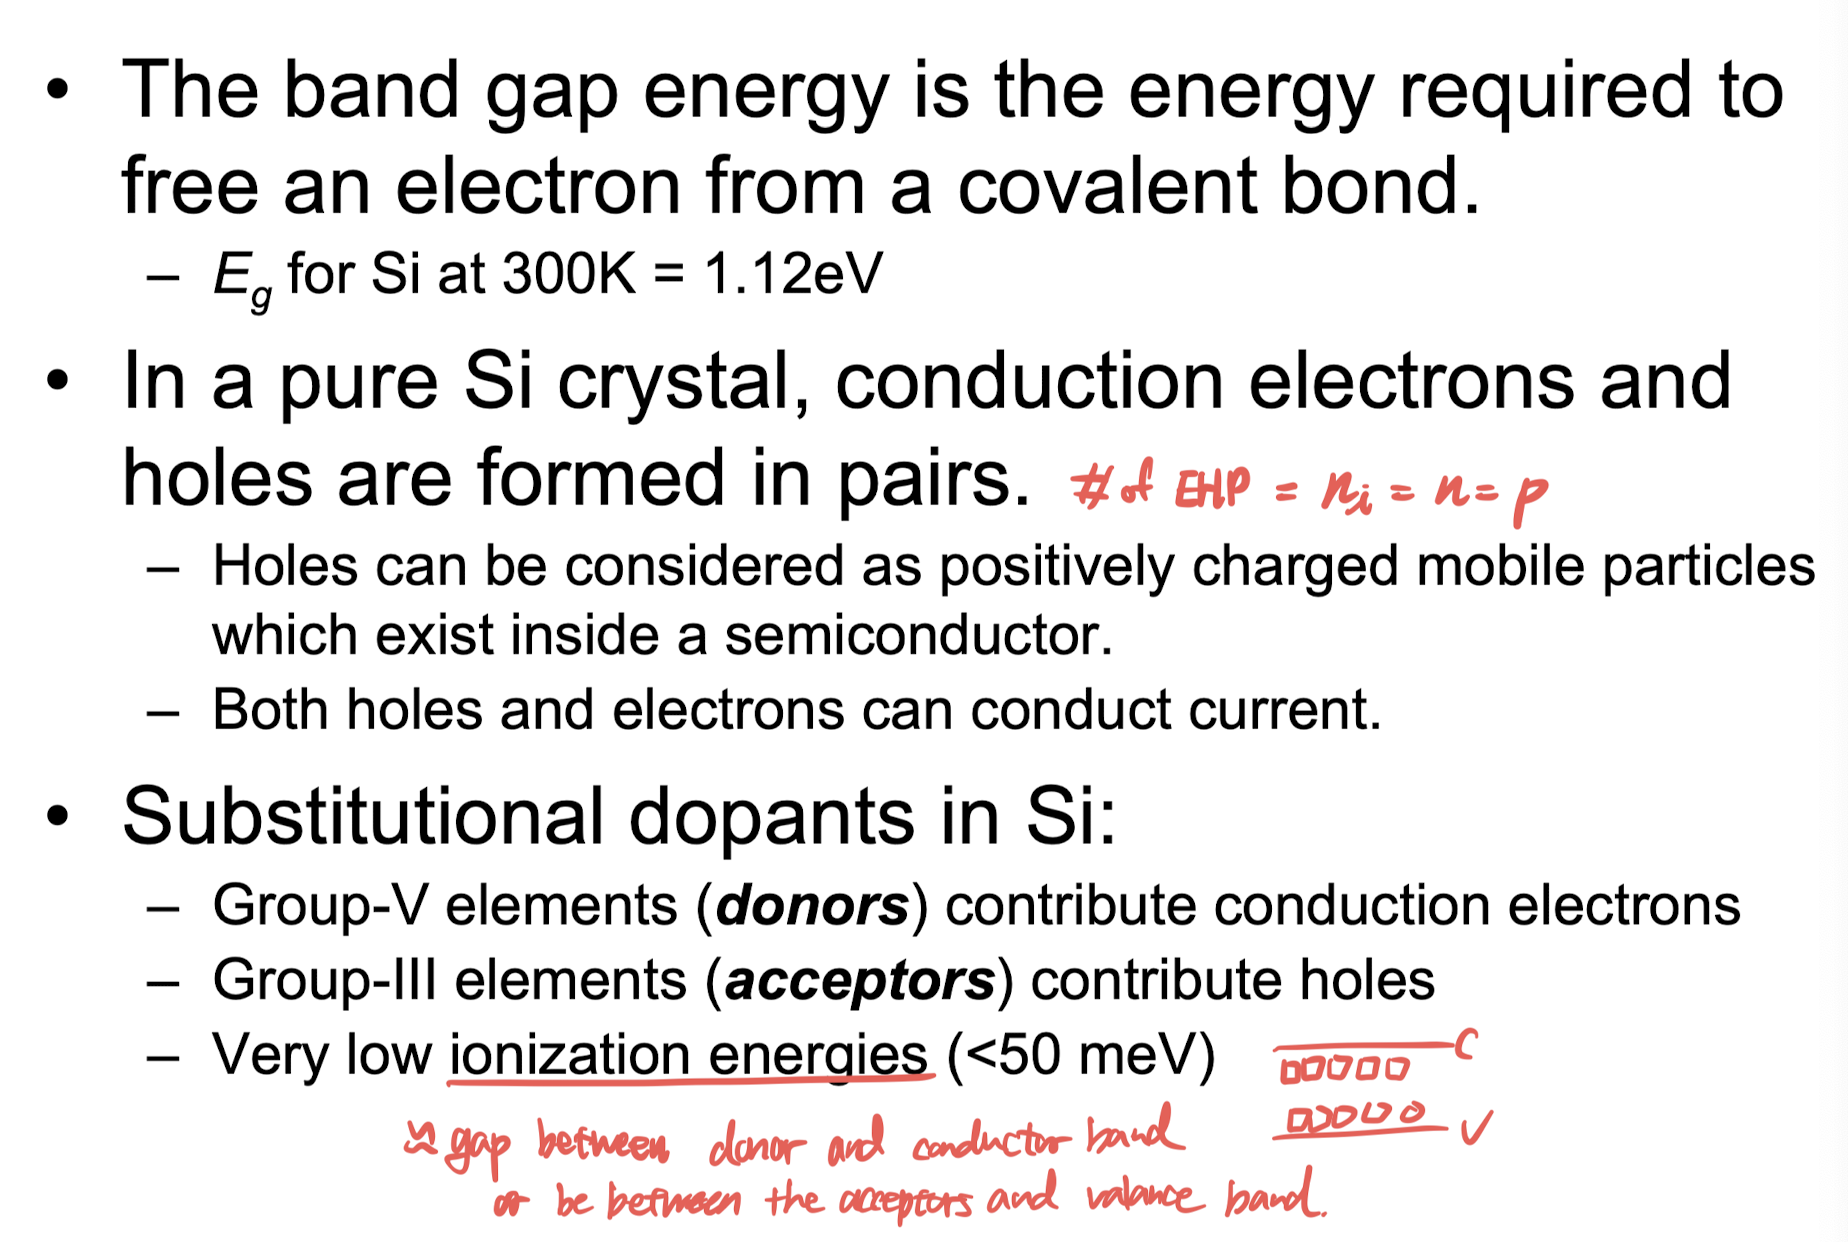 • The band gap energy is the energy required to
free an electron from a covalent bond.
– Eg for Si at 300K = 1.12eV
• In a pure Si crystal, conduction electrons and
holes are formed in pairs. # of EHP = ni = n = p
– Holes can be considered as positively charged mobile particles
which exist inside a semiconductor.
– Both holes and electrons can conduct current.
• Substitutional dopants in Si:
– Group-V elements (donors) contribute conduction electrons
– Group-III elements (acceptors) contribute holes
– Very low ionization energies (<50 meV) C
V
≈ gap between donor and conductor band
or be between the acceptors and valance band.